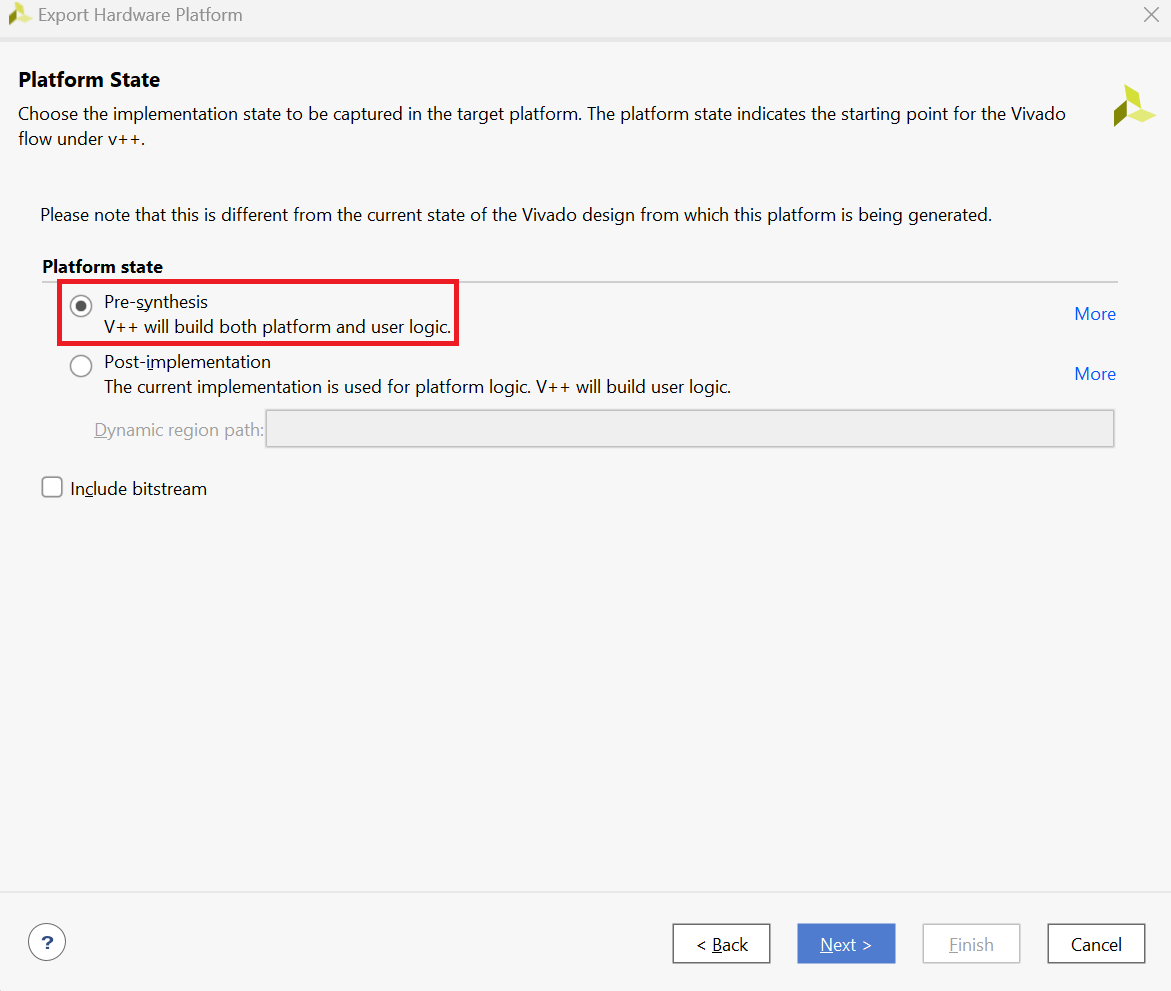 Export Hardware Platform
Platform State
Choose the implementation state to be captured in the target platform. The platform state indicates the starting point for the Vivado
flow under v++.
Please note that this is different from the current state of the Vivado design from which this platform is being generated.
Platform state
Pre-synthesis
V++ will build both platform and user logic.
More
Post-implementation
The current implementation is used for platform logic. V++ will build user logic.
More
Dynamic region path:
Include bitstream
?
< Back
Next >
Finish
Cancel